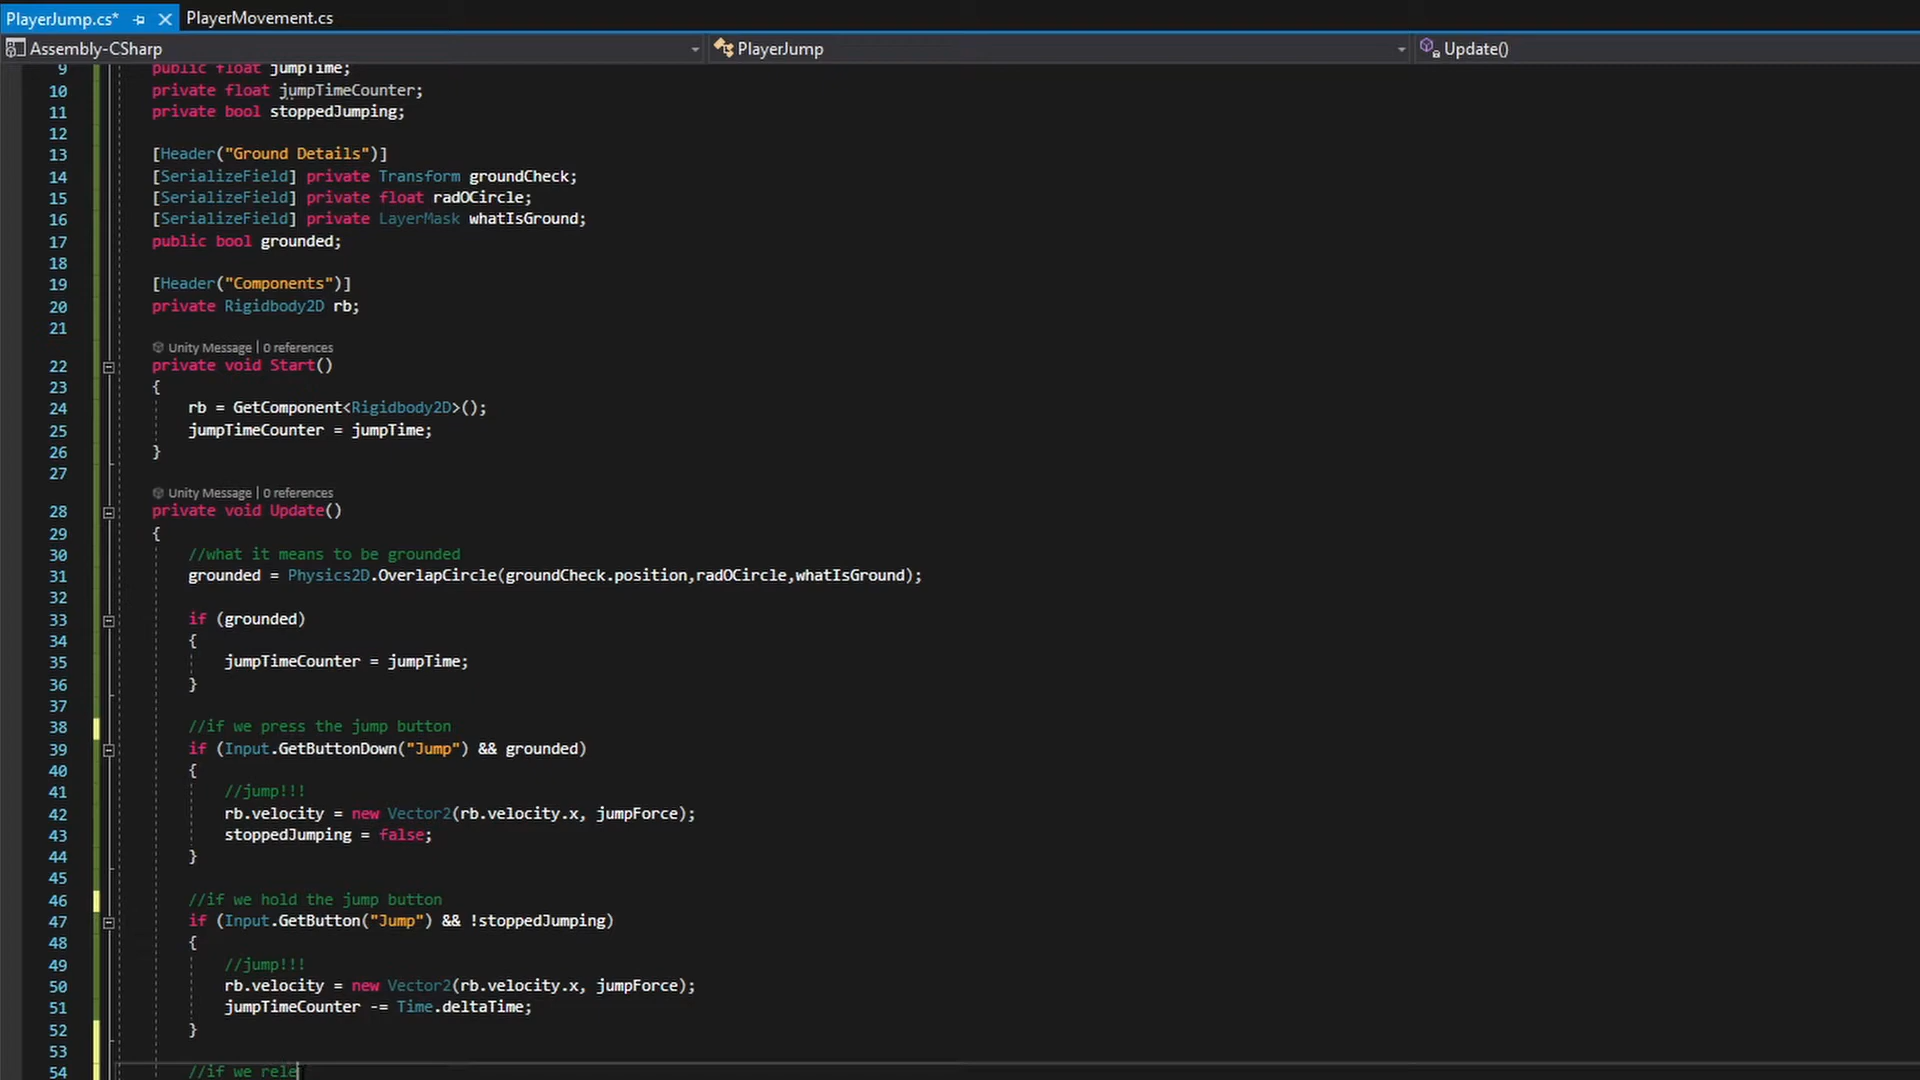 PlayerJump.cs* PlayerMovement.cs
Assembly-CSharp PlayerJump Update()
9 public float jumpTime;
10 private float jumpTimeCounter;
11 private bool stoppedJumping;
12
13 [Header("Ground Details")]
14 [SerializeField] private Transform groundCheck;
15 [SerializeField] private float radOCircle;
16 [SerializeField] private LayerMask whatIsGround;
17 public bool grounded;
18
19 [Header("Components")]
20 private Rigidbody2D rb;
21
Unity Message | 0 references
22 private void Start()
23 {
24 rb = GetComponent<Rigidbody2D>();
25 jumpTimeCounter = jumpTime;
26 }
27
Unity Message | 0 references
28 private void Update()
29 {
30 //what it means to be grounded
31 grounded = Physics2D.OverlapCircle(groundCheck.position,radOCircle,whatIsGround);
32
33 if (grounded)
34 {
35 jumpTimeCounter = jumpTime;
36 }
37
38 //if we press the jump button
39 if (Input.GetButtonDown("Jump") && grounded)
40 {
41 //jump!!!
42 rb.velocity = new Vector2(rb.velocity.x, jumpForce);
43 stoppedJumping = false;
44 }
45
46 //if we hold the jump button
47 if (Input.GetButton("Jump") && !stoppedJumping)
48 {
49 //jump!!!
50 rb.velocity = new Vector2(rb.velocity.x, jumpForce);
51 jumpTimeCounter -= Time.deltaTime;
52 }
53
54 //if we rele